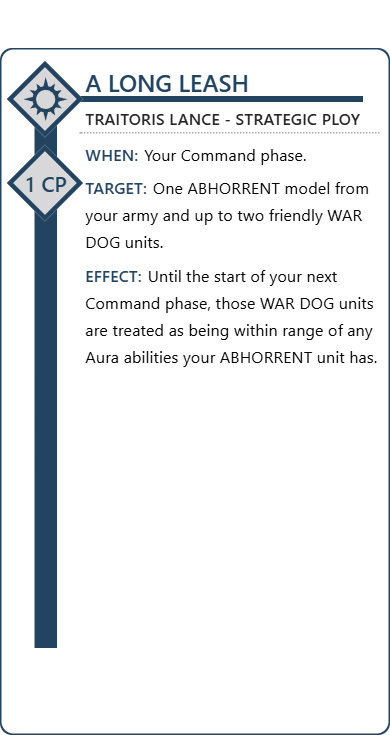 A LONG LEASH
TRAITORIS LANCE - STRATEGIC PLOY
1 CP
WHEN: Your Command phase.
TARGET: One ABHORRENT model from
your army and up to two friendly WAR
DOG units.
EFFECT: Until the start of your next
Command phase, those WAR DOG units
are treated as being within range of any
Aura abilities your ABHORRENT unit has.